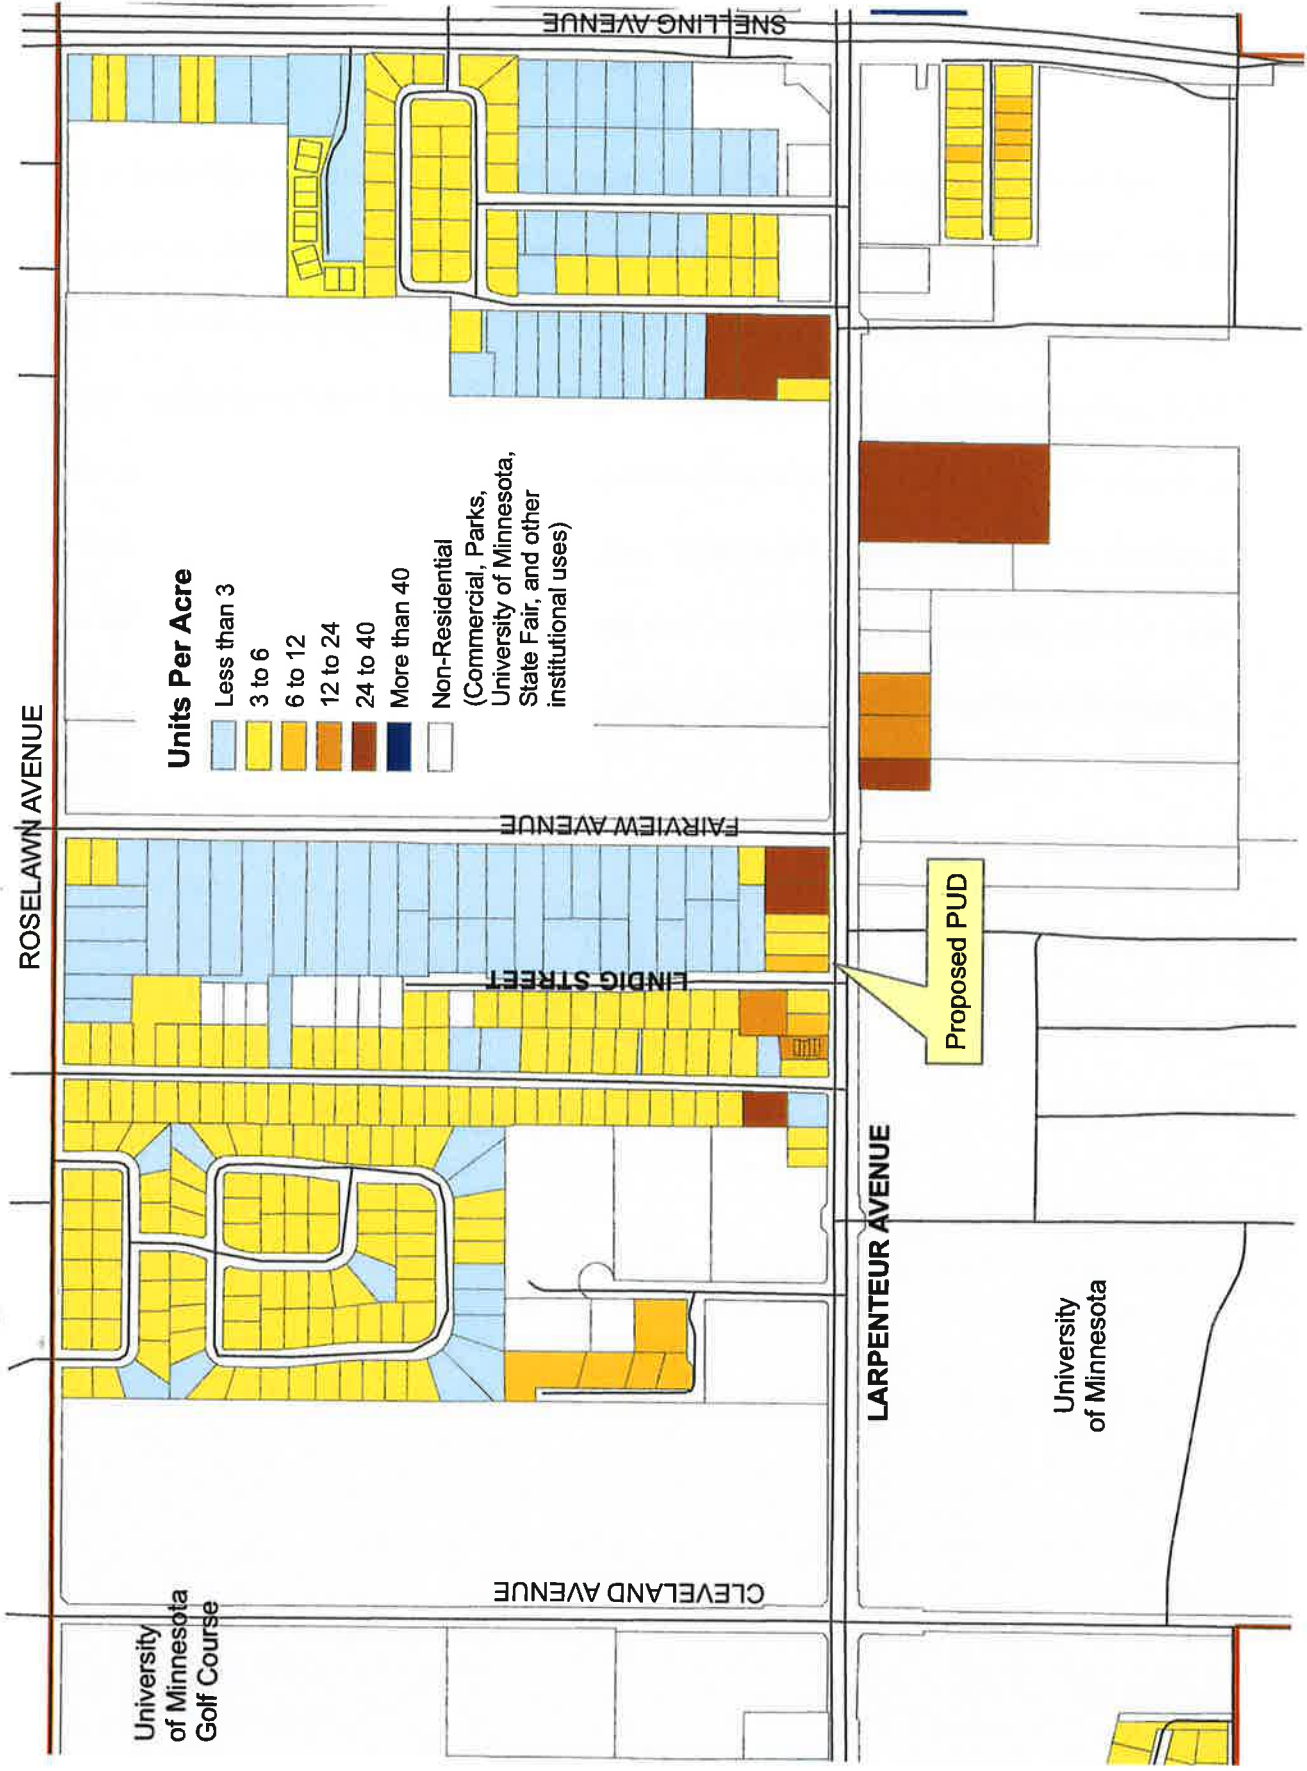 ROSELAWN AVENUE
SNELLING AVENUE
FAIRVIEW AVENUE
LINDIG STREET
CLEVELAND AVENUE
LARPENTEUR AVENUE
Units Per Acre
Less than 3
3 to 6
6 to 12
12 to 24
24 to 40
More than 40
Non-Residential
(Commercial, Parks,
University of Minnesota,
State Fair, and other
institutional uses)
Proposed PUD
University
of Minnesota
Golf Course
University
of Minnesota